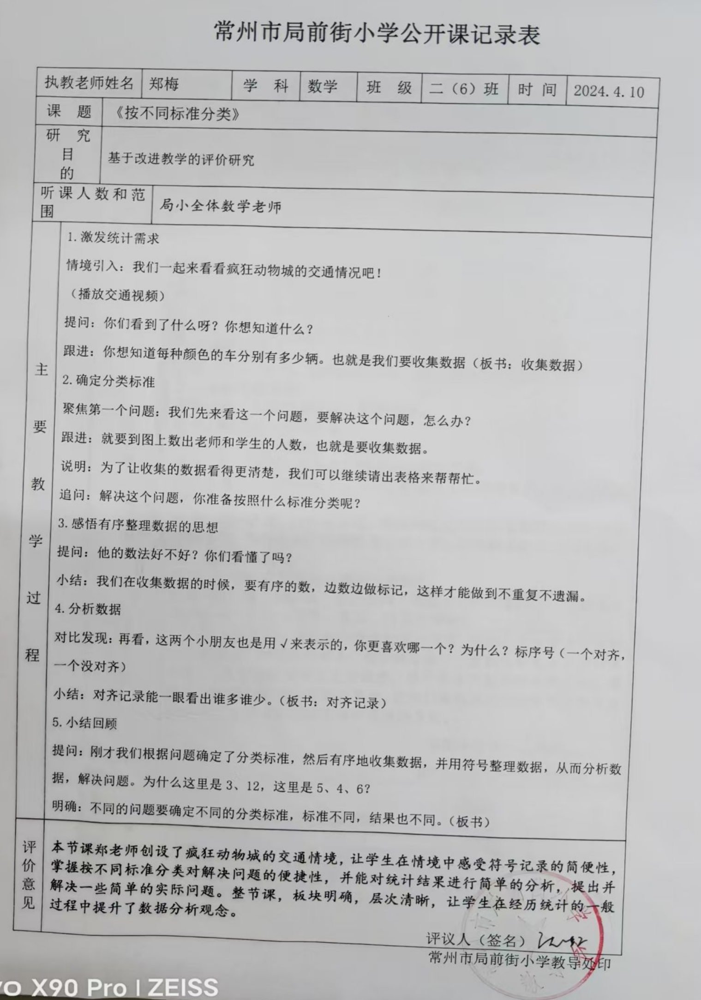 常州市局前街小学公开课记录表
执教老师姓名 郑梅 学 科 数学 班 级 二（6）班 时 间 2024.4.10
课 题 《按不同标准分类》
研 究
目
的
基于改进教学的评价研究
听课人数和范
围
局小全体数学老师
主要教学过程
1.激发统计需求
情境引入：我们一起来看看疯狂动物城的交通情况吧！
（播放交通视频）
提问：你们看到了什么呀？你想知道什么？
跟进：你想知道每种颜色的车分别有多少辆。也就是我们要收集数据（板书：收集数据）
2.确定分类标准
聚焦第一个问题：我们先来看这一个问题，要解决这个问题，怎么办？
跟进：就要到图上数出老师和学生的人数，也就是要收集数据。
说明：为了让收集的数据看得更清楚，我们可以继续请出表格来帮帮忙。
追问：解决这个问题，你准备按照什么标准分类呢？
3.感悟有序整理数据的思想
提问：他的数法好不好？你们看懂了吗？
小结：我们在收集数据的时候，要有序的数，边数边做标记，这样才能做到不重复不遗漏。
4.分析数据
对比发现：再看，这两个小朋友也是用√来表示的，你更喜欢哪一个？为什么？标序号（一个对齐，
一个没对齐）
小结：对齐记录能一眼看出谁多谁少。（板书：对齐记录）
5.小结回顾
提问：刚才我们根据问题确定了分类标准，然后有序地收集数据，并用符号整理数据，从而分析数
据，解决问题。为什么这里是 3、12，这里是 5、4、6？
明确：不同的问题要确定不同的分类标准，标准不同，结果也不同。（板书）
评价意见
本节课郑老师创设了疯狂动物城的交通情境，让学生在情境中感受符号记录的简便性，
掌握按不同标准分类对解决问题的便捷性，并能对统计结果进行简单的分析，提出并
解决一些简单的实际问题。整节课，板块明确，层次清晰，让学生在经历统计的一般
过程中提升了数据分析观念。
评议人（签名）
常州市局前街小学教导处印
X90 Pro | ZEISS